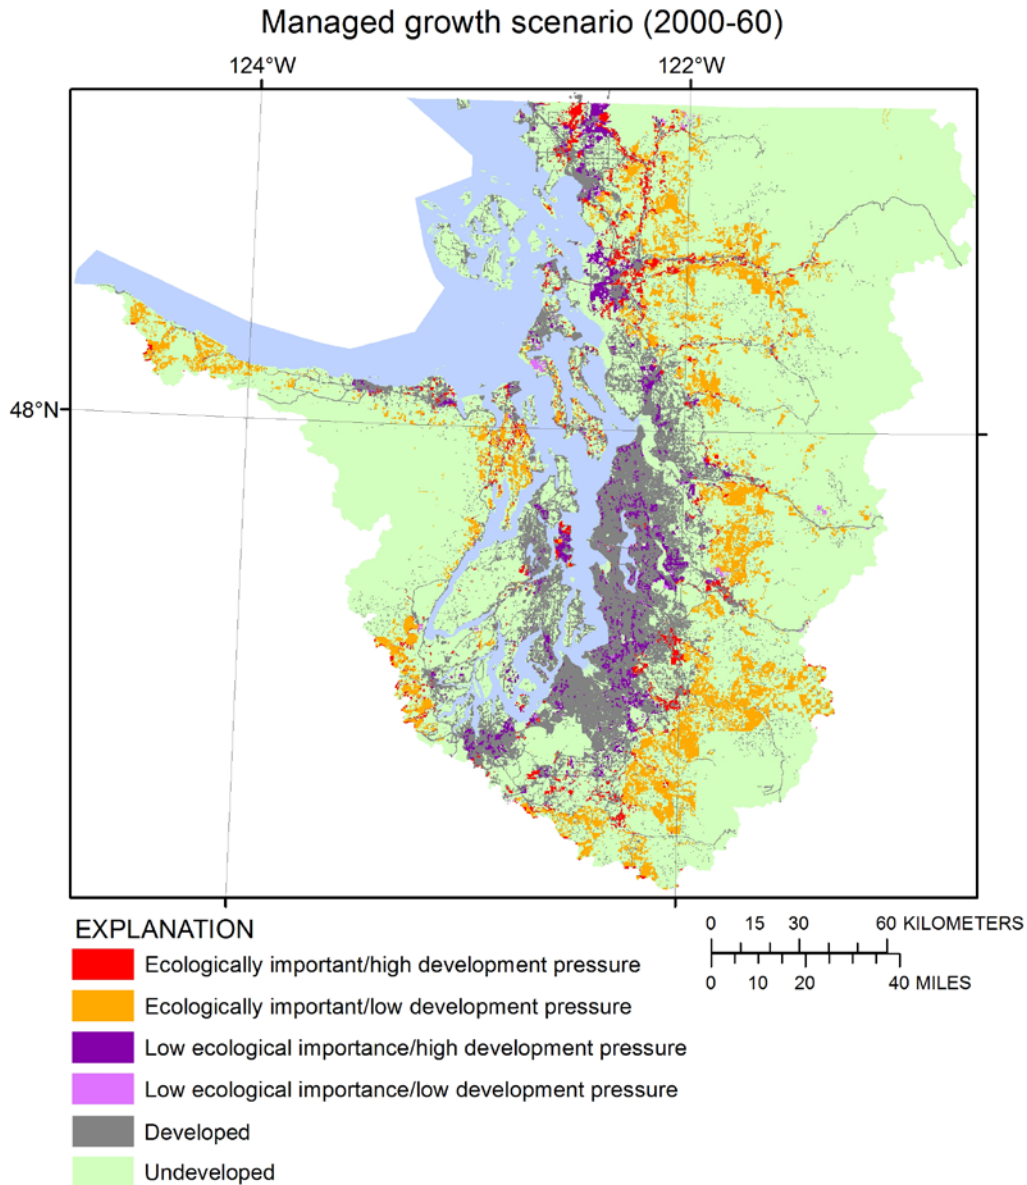 Managed growth scenario (2000-60)
124°W
122°W
48°N
EXPLANATION
Ecologically important/high development pressure
Ecologically important/low development pressure
Low ecological importance/high development pressure
Low ecological importance/low development pressure
Developed
Undeveloped
0 15 30 60 KILOMETERS
0 10 20 40 MILES